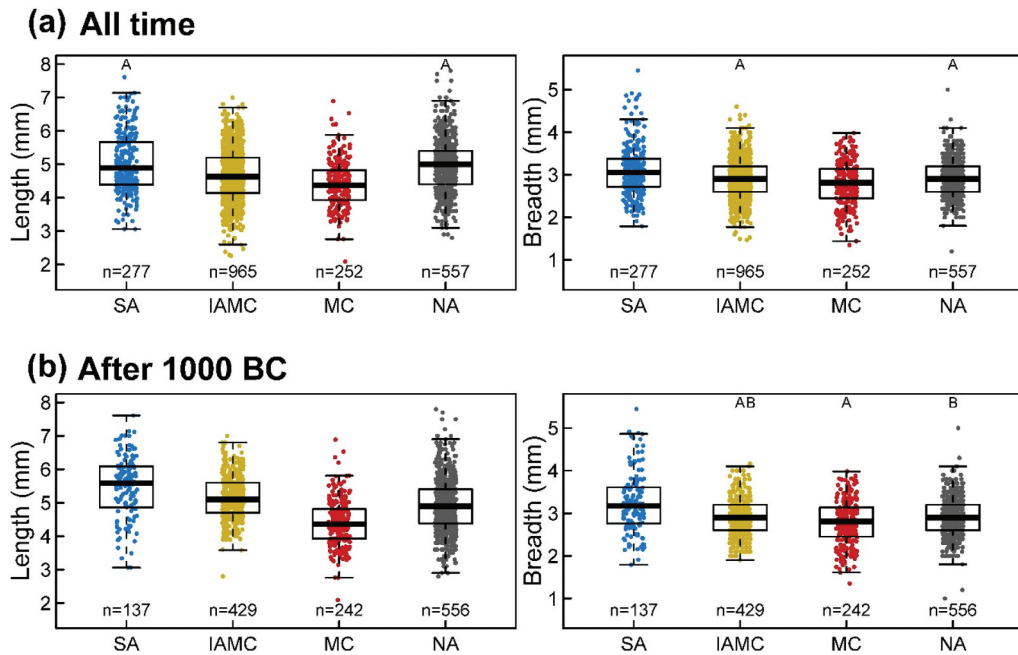 (a) All time
Length (mm)
8
7
6
5
4
3
2
A A
n=277 n=965 n=252 n=557
SA IAMC MC NA
Breadth (mm)
5
4
3
2
1
A A
n=277 n=965 n=252 n=557
SA IAMC MC NA
(b) After 1000 BC
Length (mm)
8
7
6
5
4
3
2
n=137 n=429 n=242 n=556
SA IAMC MC NA
Breadth (mm)
5
4
3
2
1
AB A B
n=137 n=429 n=242 n=556
SA IAMC MC NA